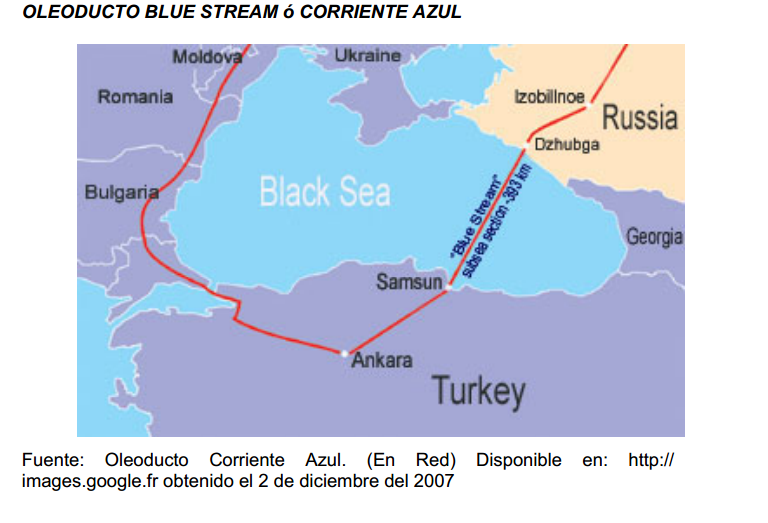 OLEODUCTO BLUE STREAM ó CORRIENTE AZUL
Moldova
Ukraine
Romania
Izobillnoe
Russia
Dzhubga
Bulgaria
Black Sea
"Blue Stream"
subsea section -393 km
Georgia
Samsun
Ankara
Turkey
Fuente: Oleoducto Corriente Azul. (En Red) Disponible en: http://
images.google.fr obtenido el 2 de diciembre del 2007